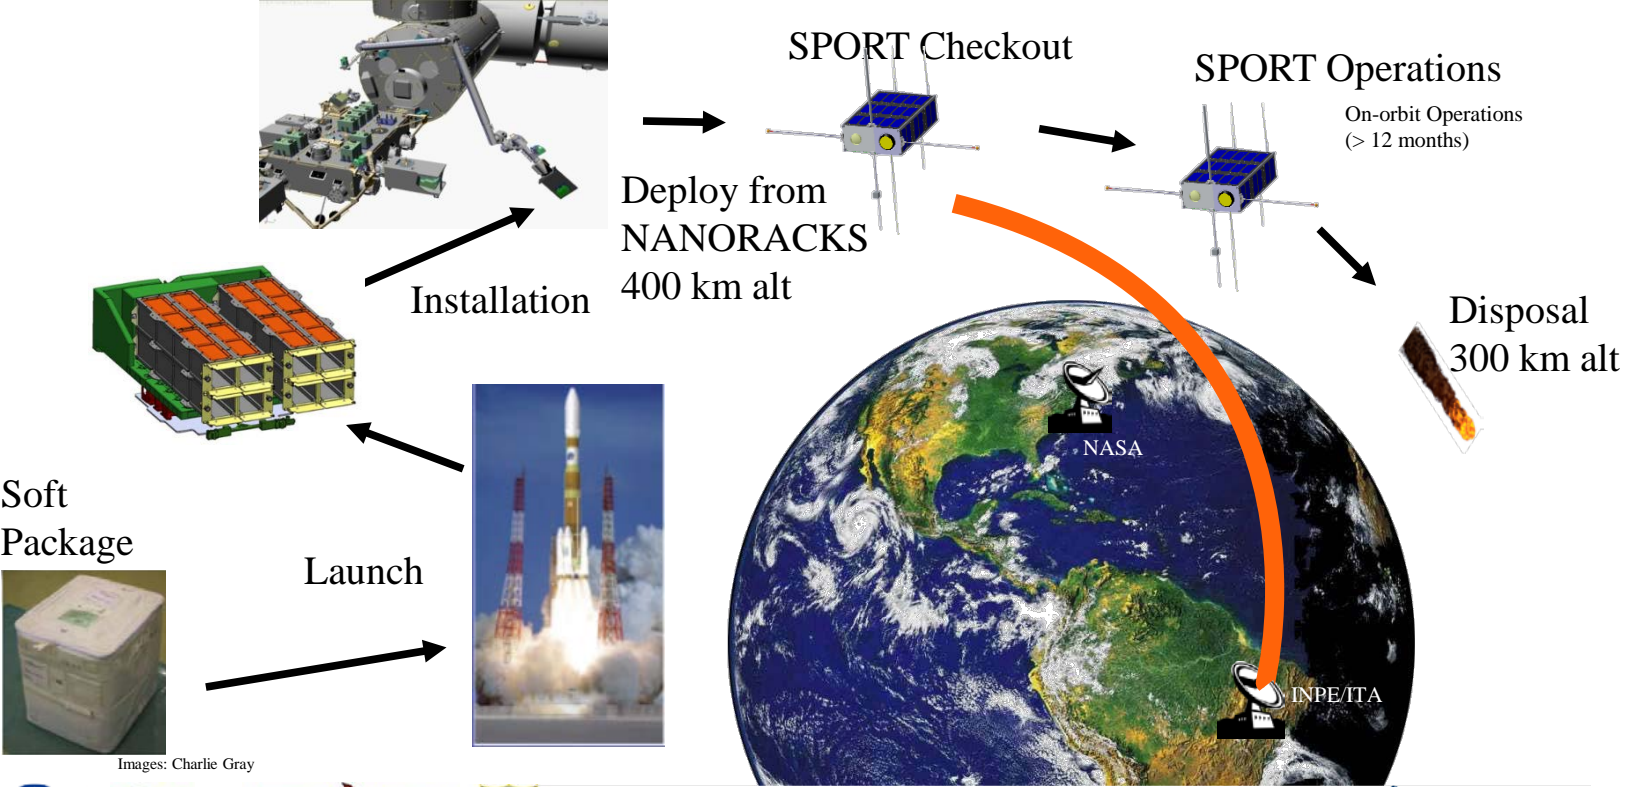 SPORT Checkout
SPORT Operations
On-orbit Operations
(> 12 months)
Deploy from
NANORACKS
400 km alt
Installation
Disposal
300 km alt
NASA
Soft
Package
Launch
INPE/ITA
Images: Charlie Gray